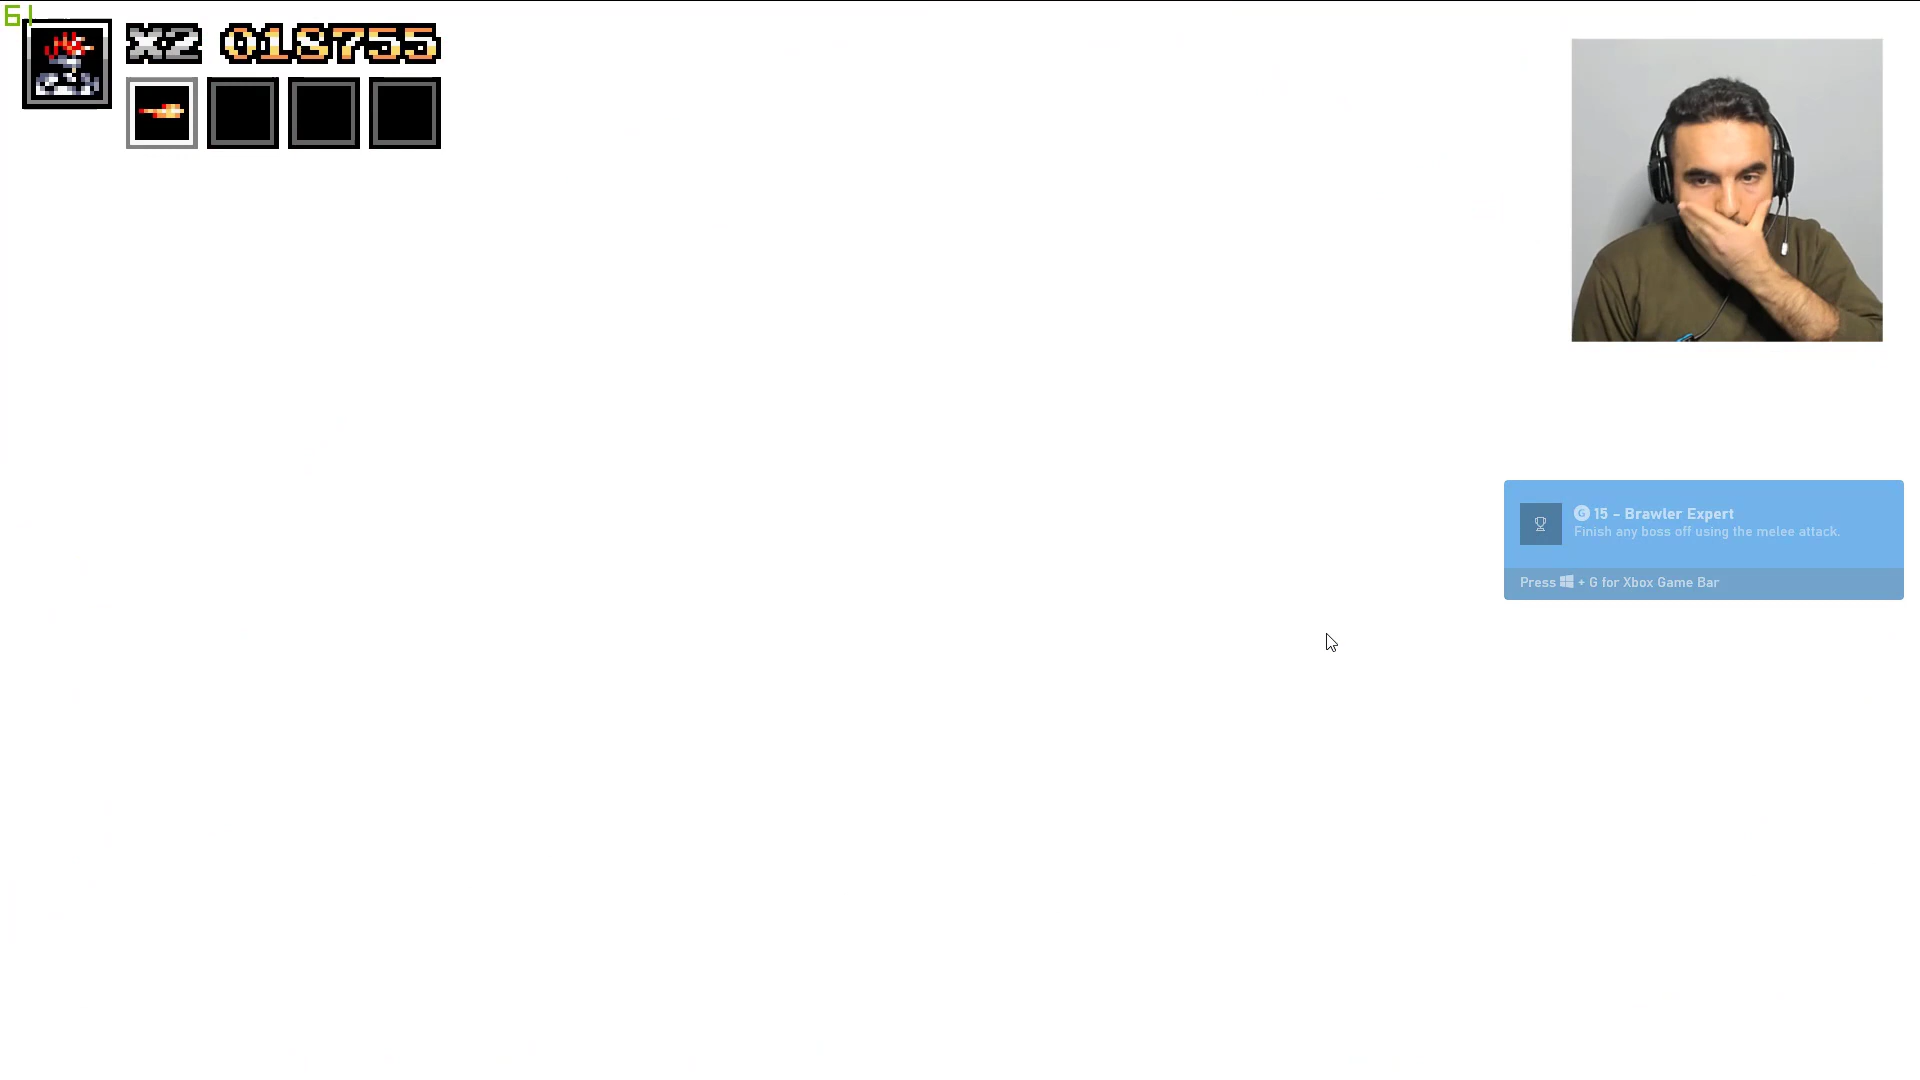 61
X2 018755
G 15 - Brawler Expert
Finish any boss off using the melee attack.
Press + G for Xbox Game Bar